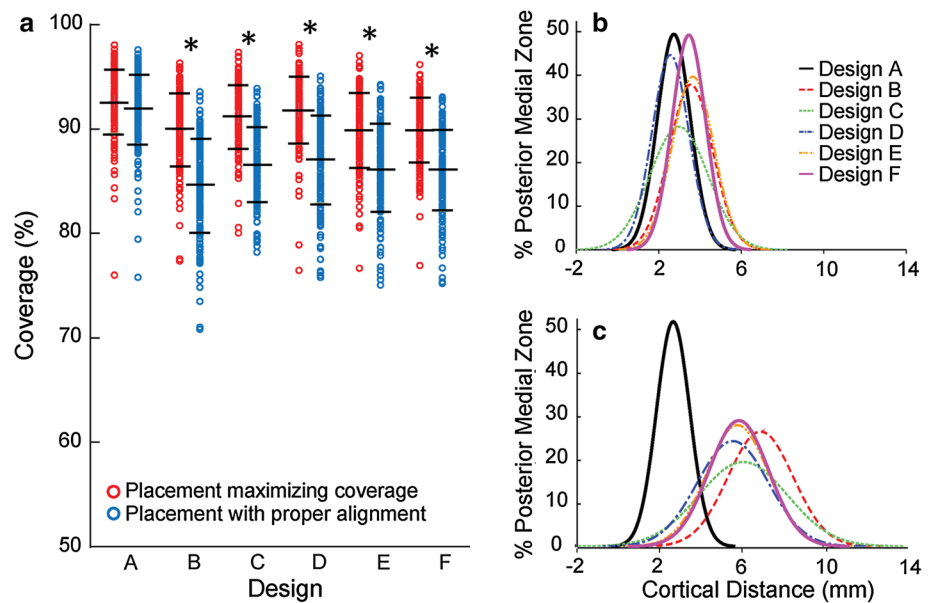 a
100
90
80
70
60
50
Coverage (%)
* * * * *
Placement maximizing coverage
Placement with proper alignment
A B C D E F
Design
b
50
40
30
20
10
0
% Posterior Medial Zone
-2 2 6 10 14
Design A
Design B
Design C
Design D
Design E
Design F
c
50
40
30
20
10
0
% Posterior Medial Zone
-2 2 6 10 14
Cortical Distance (mm)